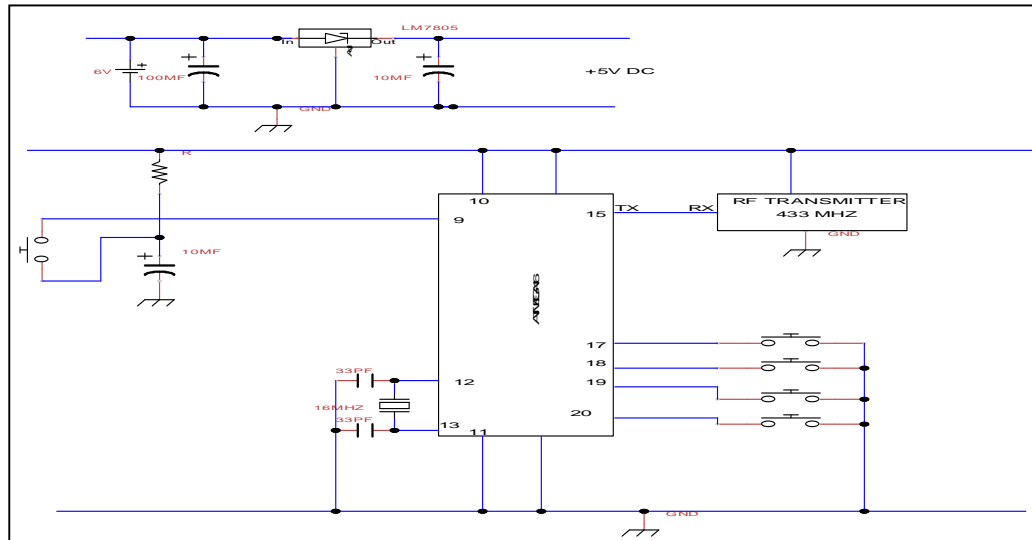 LM7805
In
Out
6V
100MF
10MF
+5V DC
GND
R
10
9
15
TX
RX
RF TRANSMITTER
433 MHZ
GND
10MF
17
18
19
20
33PF
12
16MHZ
33PF
13
11
GND